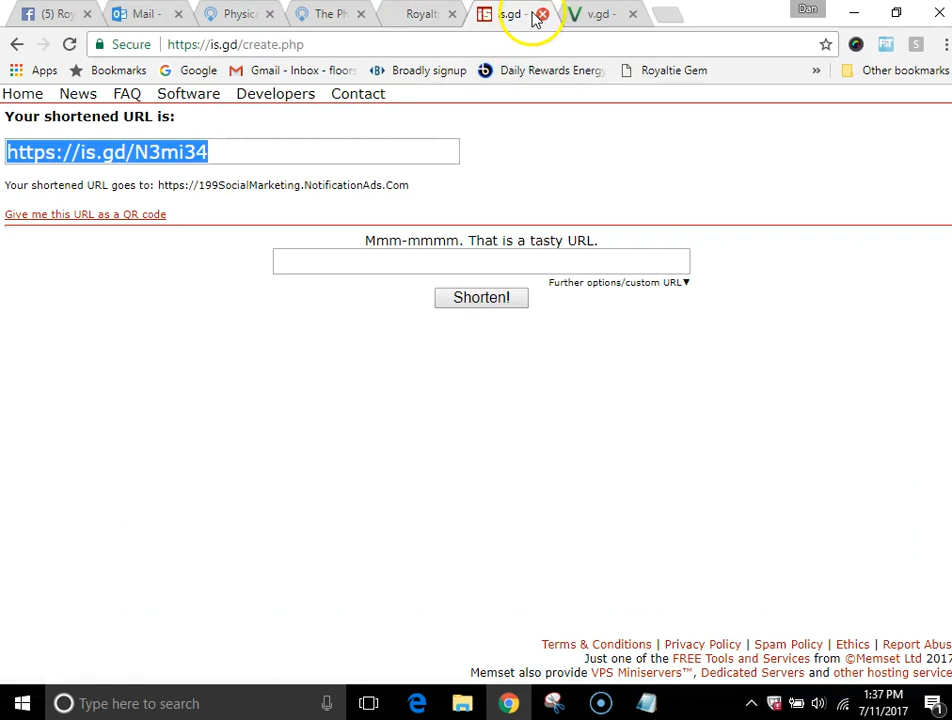 (5) Roy Mail - Physica The Ph Royalt is.gd - v.gd - Dan
Secure https://is.gd/create.php
Apps Bookmarks Google Gmail - Inbox - floors Broadly signup Daily Rewards Energy Royaltie Gem » Other bookmarks
Home News FAQ Software Developers Contact
Your shortened URL is:
https://is.gd/N3mi34
Your shortened URL goes to: https://199SocialMarketing.NotificationAds.Com
Give me this URL as a QR code
Mmm-mmmm. That is a tasty URL.
Further options/custom URL▼
Shorten!
Terms & Conditions | Privacy Policy | Spam Policy | Ethics | Report Abus
Just one of the FREE Tools and Services from ©Memset Ltd 2017
Memset also provide VPS Miniservers™, Dedicated Servers and other hosting service
Type here to search
1:37 PM
7/11/2017